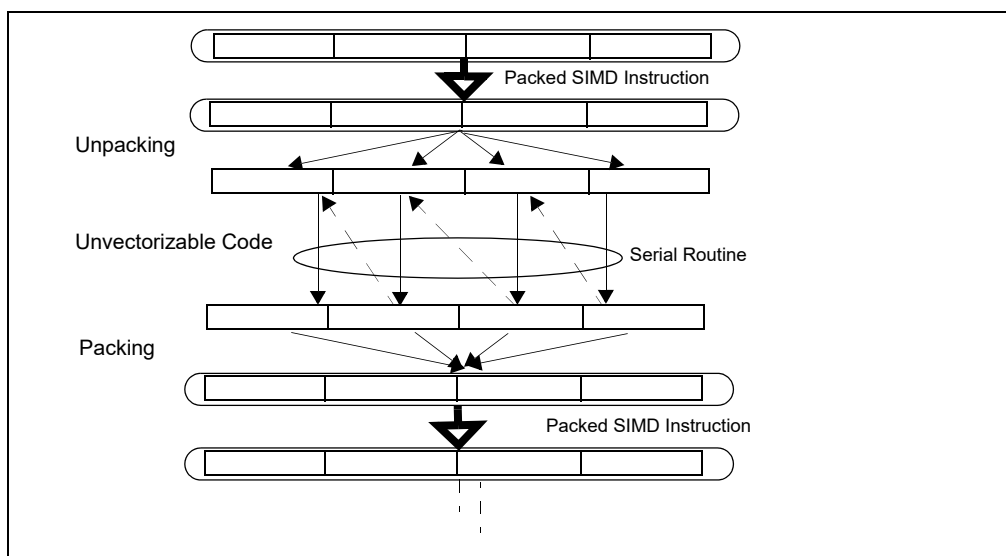 Packed SIMD Instruction
Unpacking
Unvectorizable Code
Serial Routine
Packing
Packed SIMD Instruction